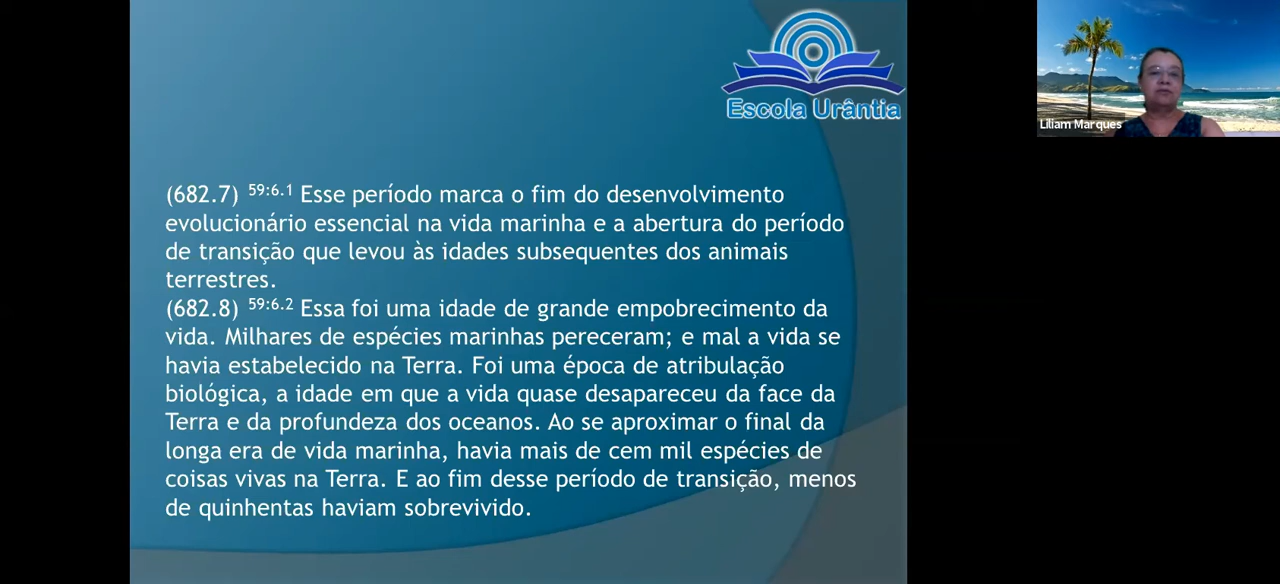 Escola Urântia
Liliam Marques
(682.7) 59:6.1 Esse período marca o fim do desenvolvimento
evolucionário essencial na vida marinha e a abertura do período
de transição que levou às idades subsequentes dos animais
terrestres.
(682.8) 59:6.2 Essa foi uma idade de grande empobrecimento da
vida. Milhares de espécies marinhas pereceram; e mal a vida se
havia estabelecido na Terra. Foi uma época de atribulação
biológica, a idade em que a vida quase desapareceu da face da
Terra e da profundeza dos oceanos. Ao se aproximar o final da
longa era de vida marinha, havia mais de cem mil espécies de
coisas vivas na Terra. E ao fim desse período de transição, menos
de quinhentas haviam sobrevivido.